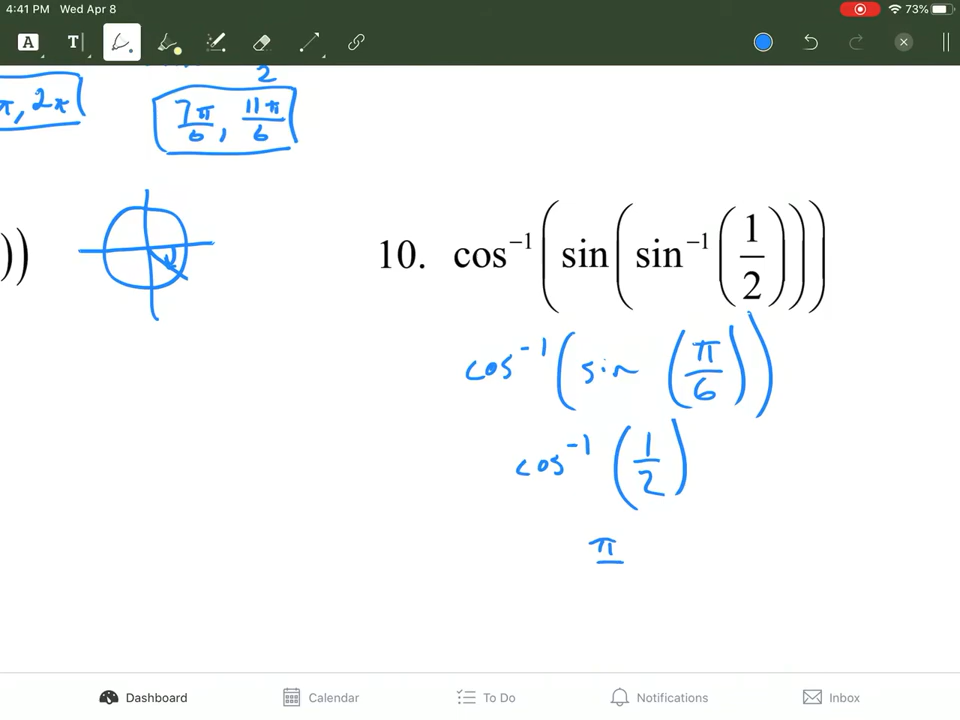 4:41 PM Wed Apr 8 73%
A T
π, 2π
2
7π/6, 11π/6
))
10. cos⁻¹(sin(sin⁻¹(1/2)))
cos⁻¹(sin(π/6))
cos⁻¹(1/2)
π
Dashboard Calendar To Do Notifications Inbox